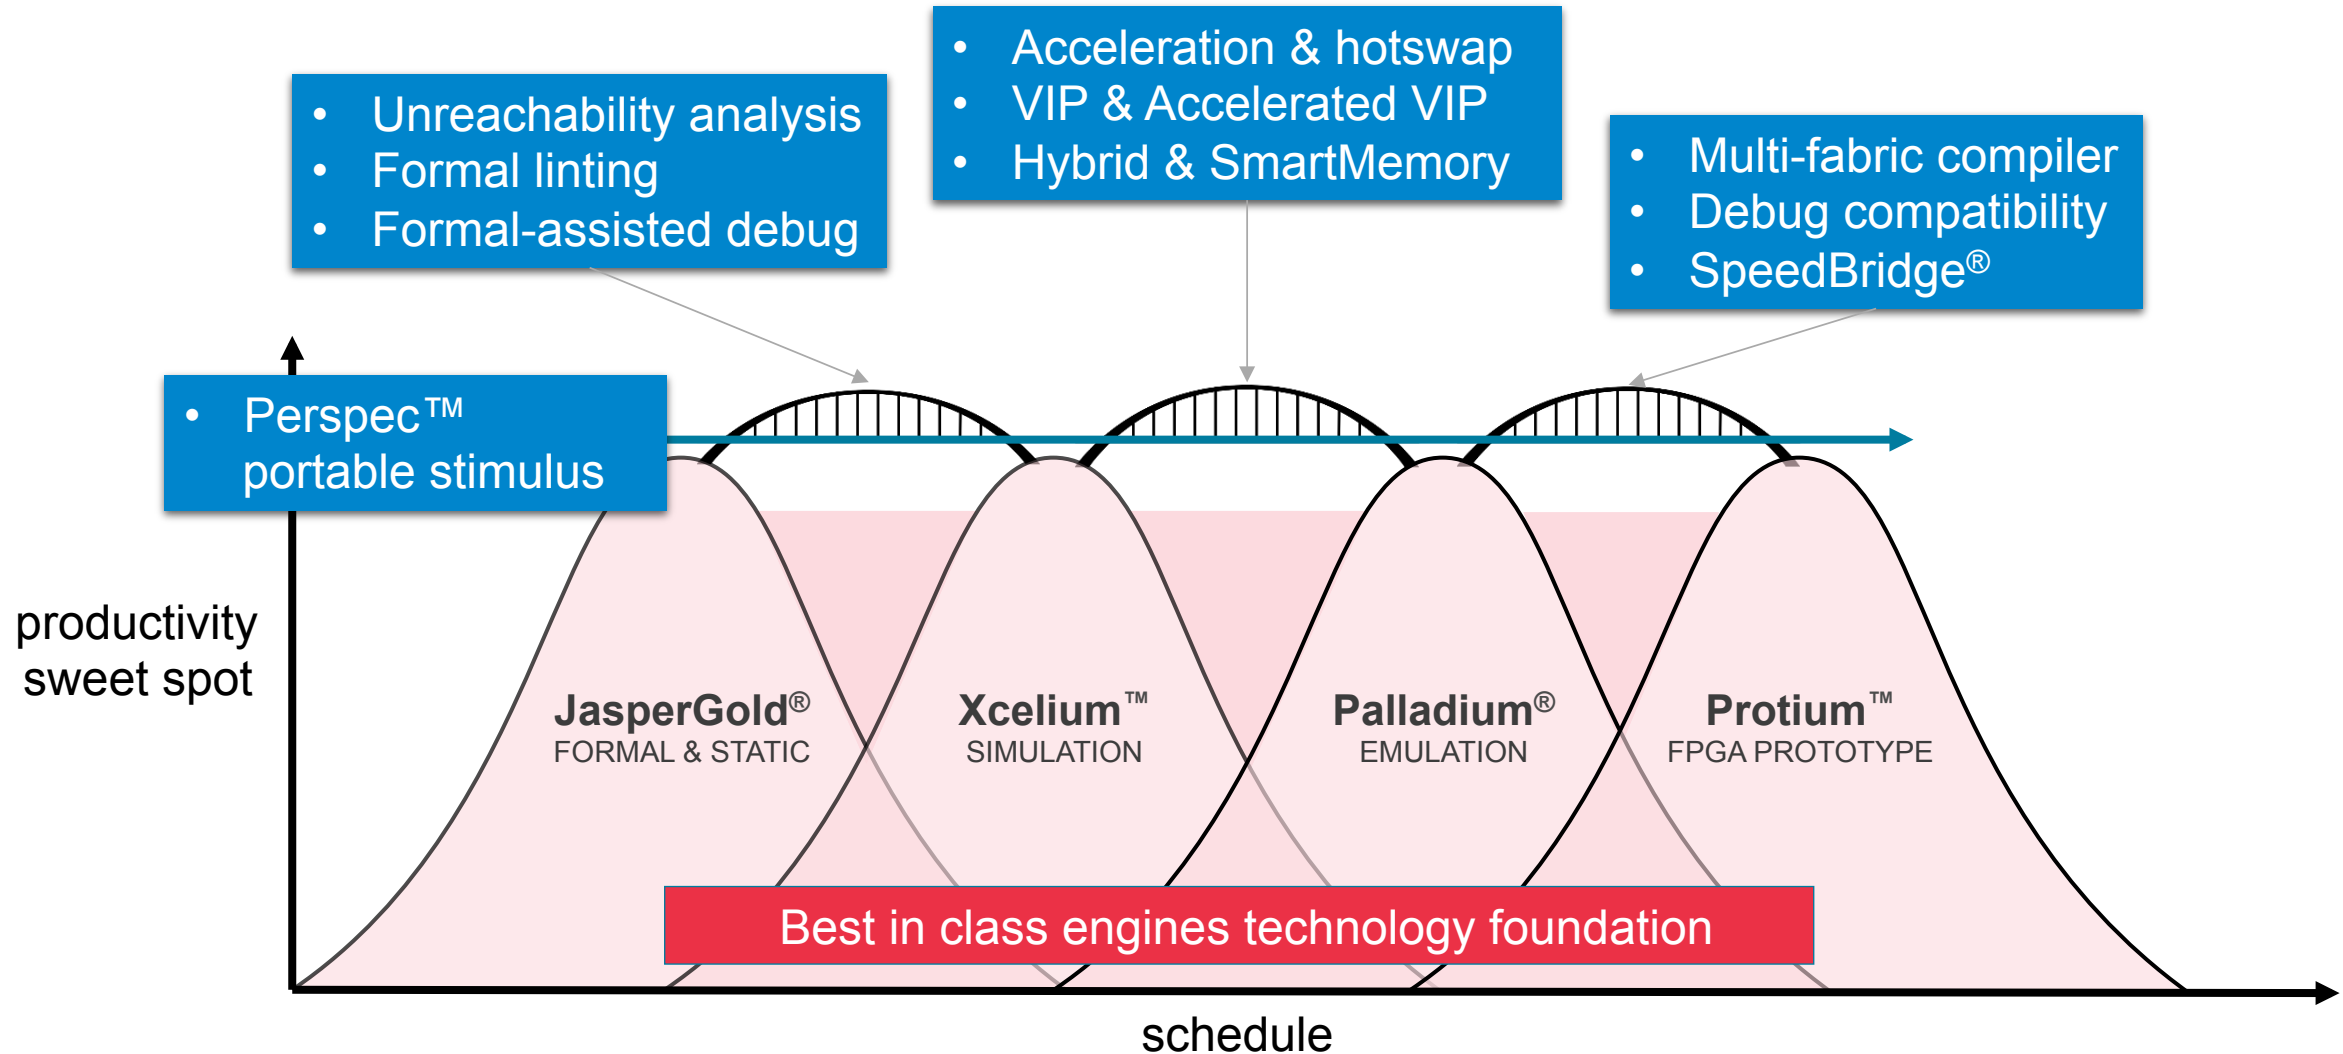 • Acceleration & hotswap
• VIP & Accelerated VIP
• Hybrid & SmartMemory
• Unreachability analysis
• Formal linting
• Formal-assisted debug
• Multi-fabric compiler
• Debug compatibility
• SpeedBridge®
• Perspec™
portable stimulus
productivity
sweet spot
JasperGold®
FORMAL & STATIC
Xcelium™
SIMULATION
Palladium®
EMULATION
Protium™
FPGA PROTOTYPE
Best in class engines technology foundation
schedule